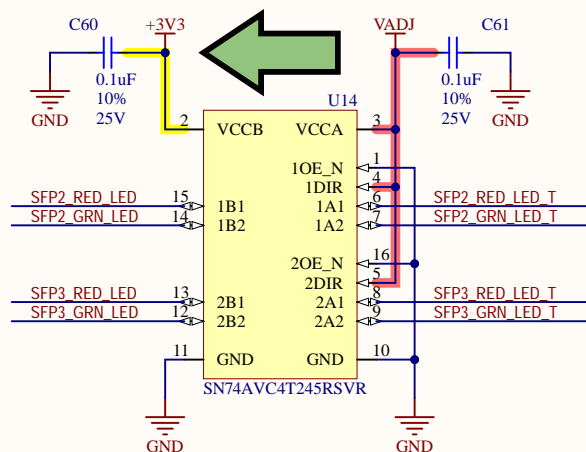 C60
+3V3
VADJ
C61
0.1uF
10%
25V
GND
U14
0.1uF
10%
25V
GND
2
VCCB
VCCA
3
1OE_N
1
1DIR
4
SFP2_RED_LED
15
1B1
1A1
6
SFP2_RED_LED_T
SFP2_GRN_LED
14
1B2
1A2
7
SFP2_GRN_LED_T
2OE_N
16
2DIR
5
SFP3_RED_LED
13
2B1
2A1
8
SFP3_RED_LED_T
SFP3_GRN_LED
12
2B2
2A2
9
SFP3_GRN_LED_T
11
GND
GND
10
SN74AVC4T245RSVR
GND
GND